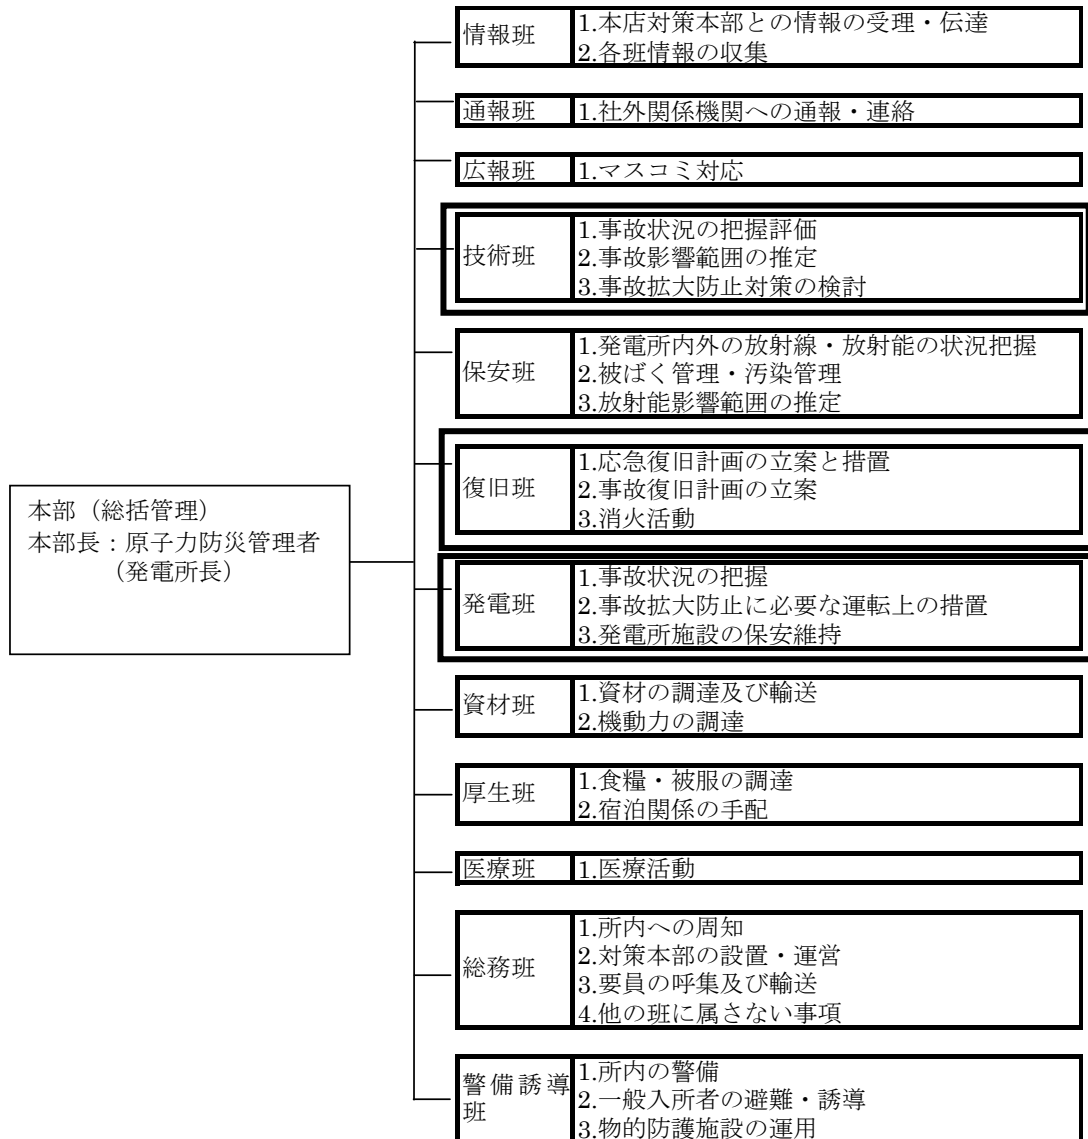 情報班
1.本店対策本部との情報の受理・伝達
2.各班情報の収集
通報班
1.社外関係機関への通報・連絡
広報班
1.マスコミ対応
技術班
1.事故状況の把握評価
2.事故影響範囲の推定
3.事故拡大防止対策の検討
保安班
1.発電所内外の放射線・放射能の状況把握
2.被ばく管理・汚染管理
3.放射能影響範囲の推定
復旧班
1.応急復旧計画の立案と措置
2.事故復旧計画の立案
3.消火活動
本部（総括管理）
本部長：原子力防災管理者
（発電所長）
発電班
1.事故状況の把握
2.事故拡大防止に必要な運転上の措置
3.発電所施設の保安維持
資材班
1.資材の調達及び輸送
2.機動力の調達
厚生班
1.食糧・被服の調達
2.宿泊関係の手配
医療班
1.医療活動
総務班
1.所内への周知
2.対策本部の設置・運営
3.要員の呼集及び輸送
4.他の班に属さない事項
警備誘導
班
1.所内の警備
2.一般入所者の避難・誘導
3.物的防護施設の運用